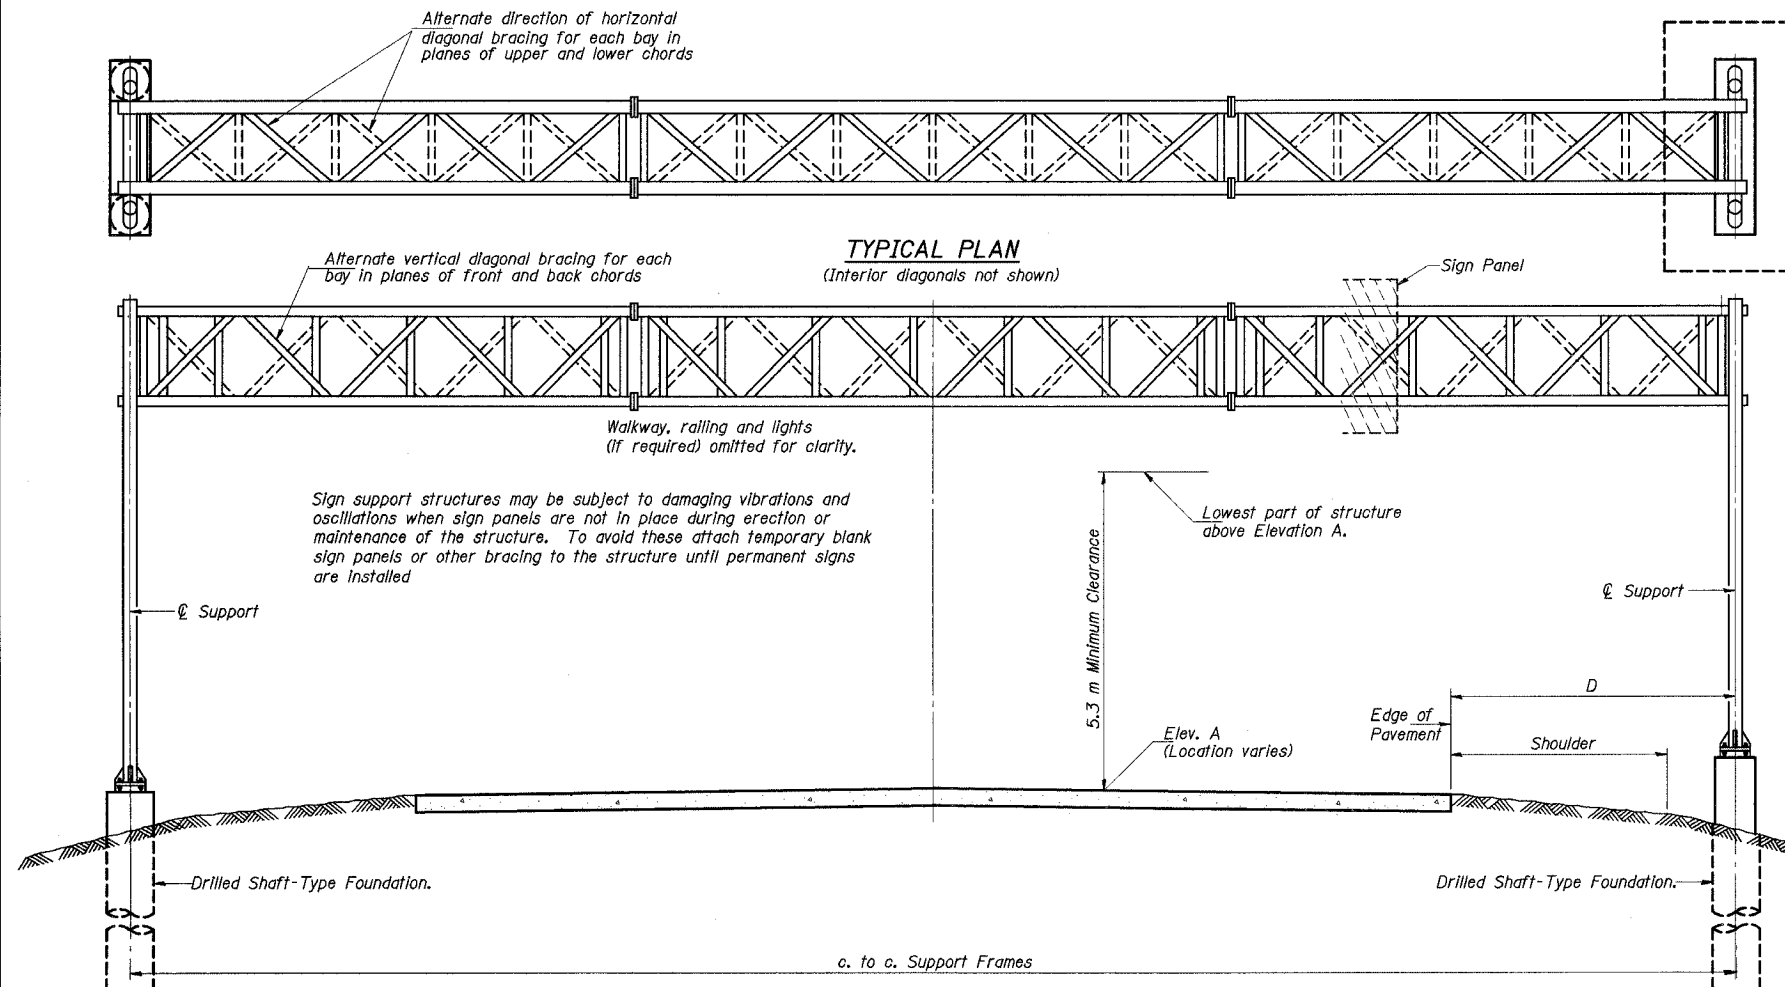 Alternate direction of horizontal
diagonal bracing for each bay in
planes of upper and lower chords
TYPICAL PLAN
(Interior diagonals not shown)
Alternate vertical diagonal bracing for each
bay in planes of front and back chords
Sign Panel
Walkway, railing and lights
(if required) omitted for clarity.
Sign support structures may be subject to damaging vibrations and
oscillations when sign panels are not in place during erection or
maintenance of the structure. To avoid these attach temporary blank
sign panels or other bracing to the structure until permanent signs
are installed
Lowest part of structure
above Elevation A.
5.3 m Minimum Clearance
℄ Support
℄ Support
D
Edge of
Pavement
Shoulder
Elev. A
(Location varies)
Drilled Shaft-Type Foundation.
Drilled Shaft-Type Foundation.
c. to c. Support Frames